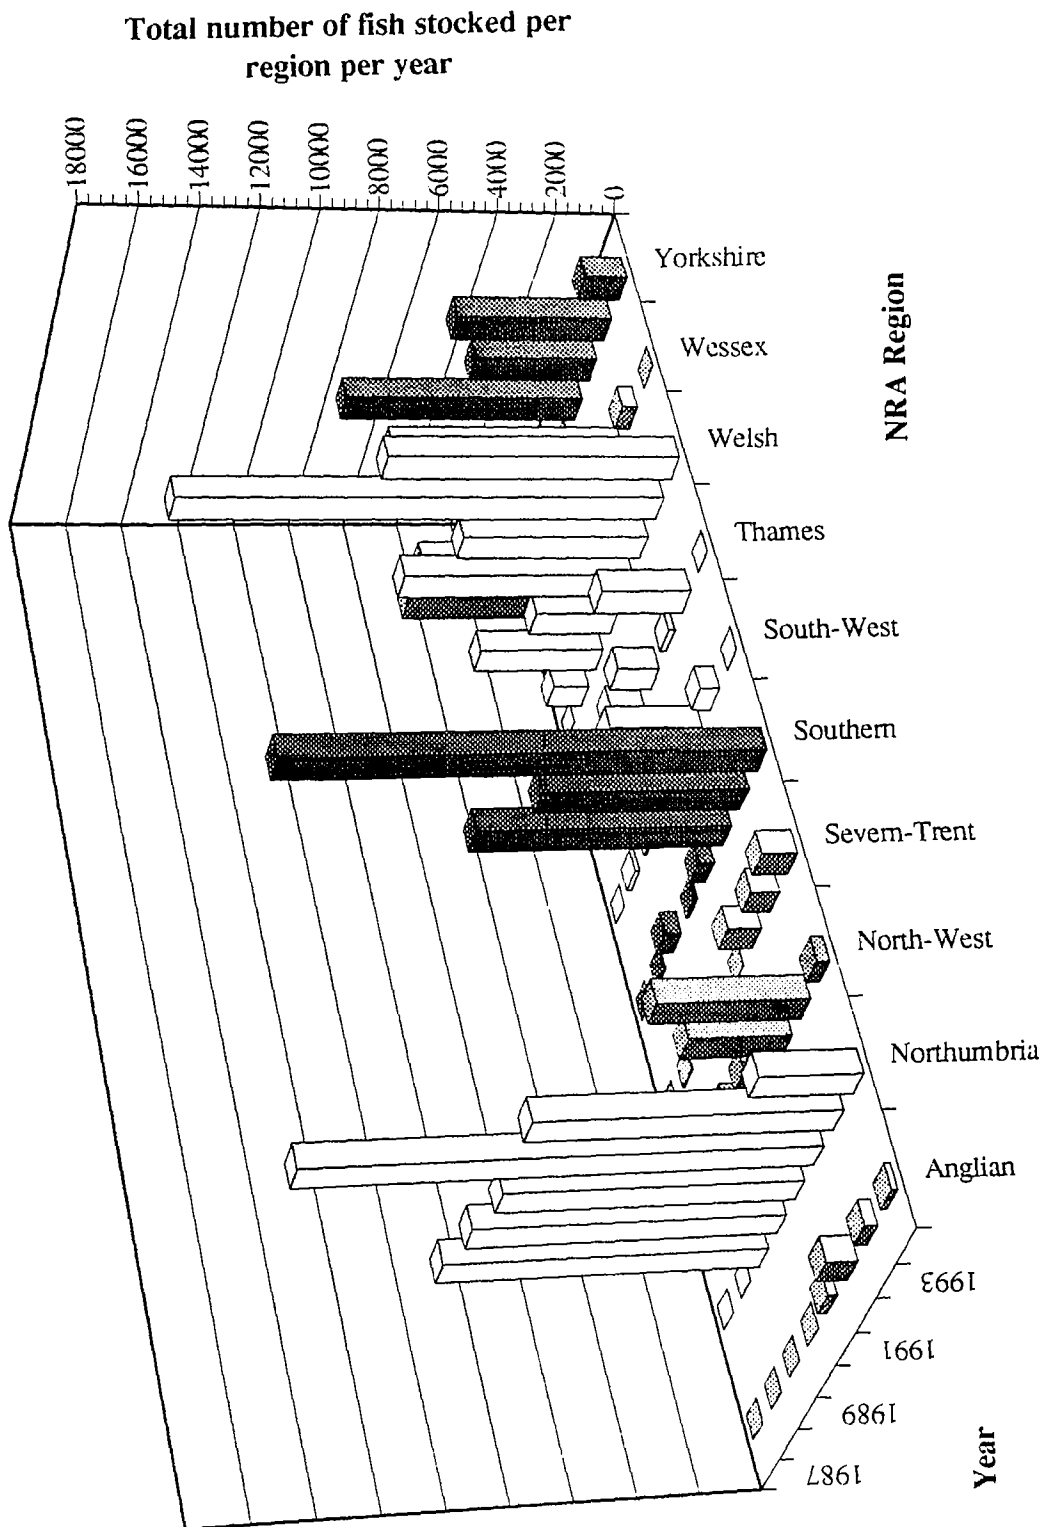 Total number of fish stocked per
region per year
18000
16000
14000
12000
10000
8000
6000
4000
2000
0
Yorkshire
Wessex
Welsh
Thames
South-West
Southern
Severn-Trent
North-West
Northumbria
Anglian
NRA Region
1993
1991
1989
1987
Year